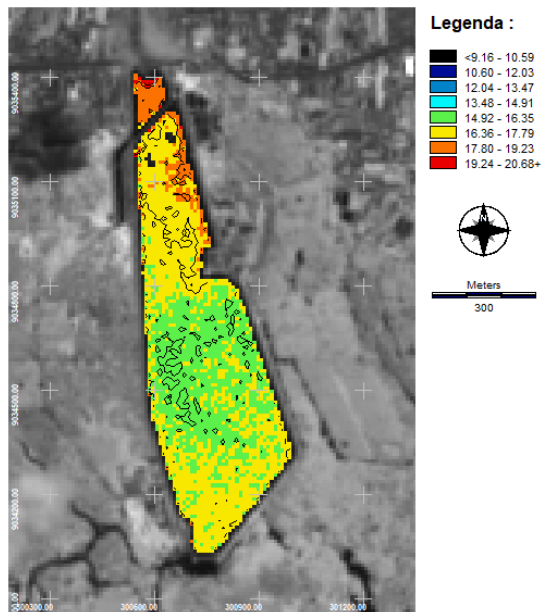 Legenda :
<9.16 - 10.59
10.60 - 12.03
12.04 - 13.47
13.48 - 14.91
14.92 - 16.35
16.36 - 17.79
17.80 - 19.23
19.24 - 20.68+
N
Meters
300
9035400.00
9035100.00
9034800.00
9034500.00
9034200.00
300300.00
300600.00
300900.00
301200.00